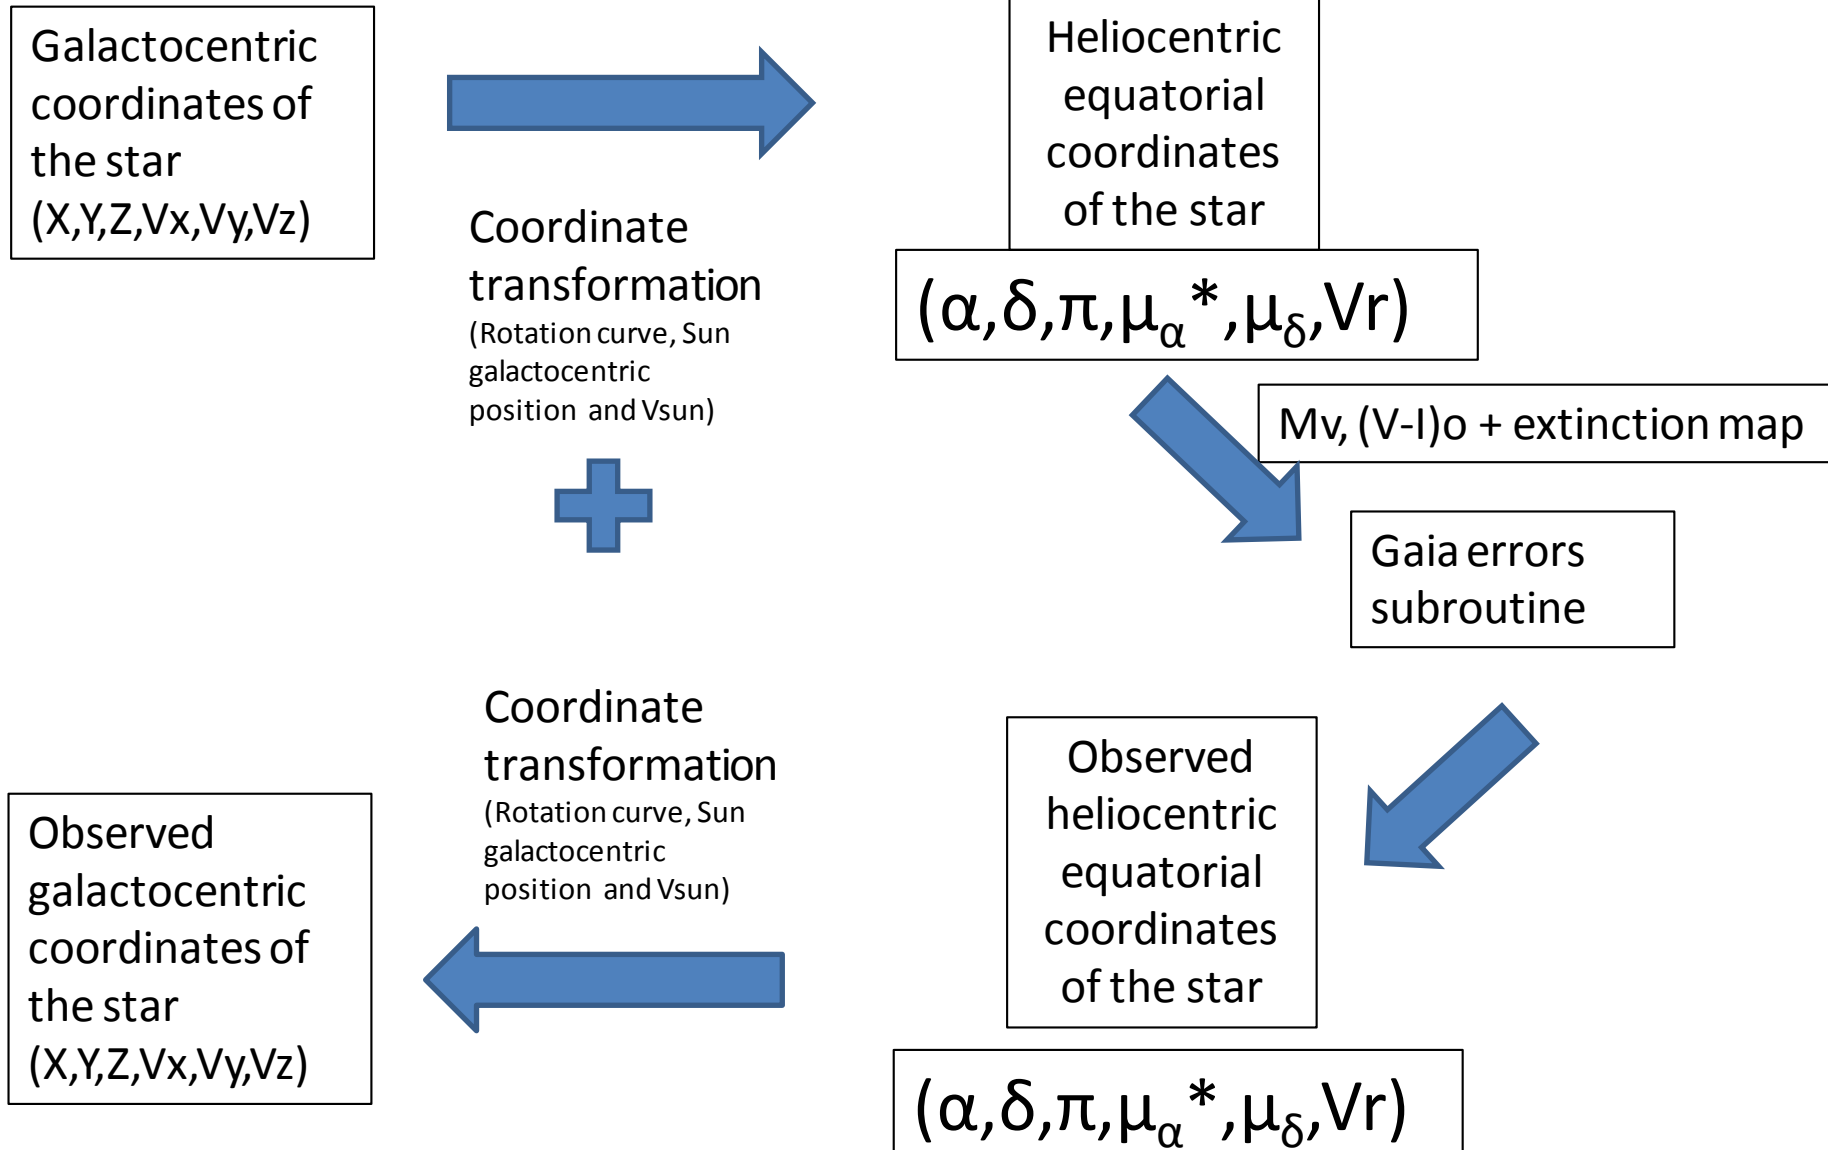 Galactocentric
coordinates of
the star
(X,Y,Z,Vx,Vy,Vz)
Coordinate
transformation
(Rotation curve, Sun
galactocentric
position and Vsun)
Heliocentric
equatorial
coordinates
of the star
(α,δ,π,μα*,μδ,Vr)
Mv, (V-I)o + extinction map
Gaia errors
subroutine
Observed
heliocentric
equatorial
coordinates
of the star
(α,δ,π,μα*,μδ,Vr)
Coordinate
transformation
(Rotation curve, Sun
galactocentric
position and Vsun)
Observed
galactocentric
coordinates of
the star
(X,Y,Z,Vx,Vy,Vz)